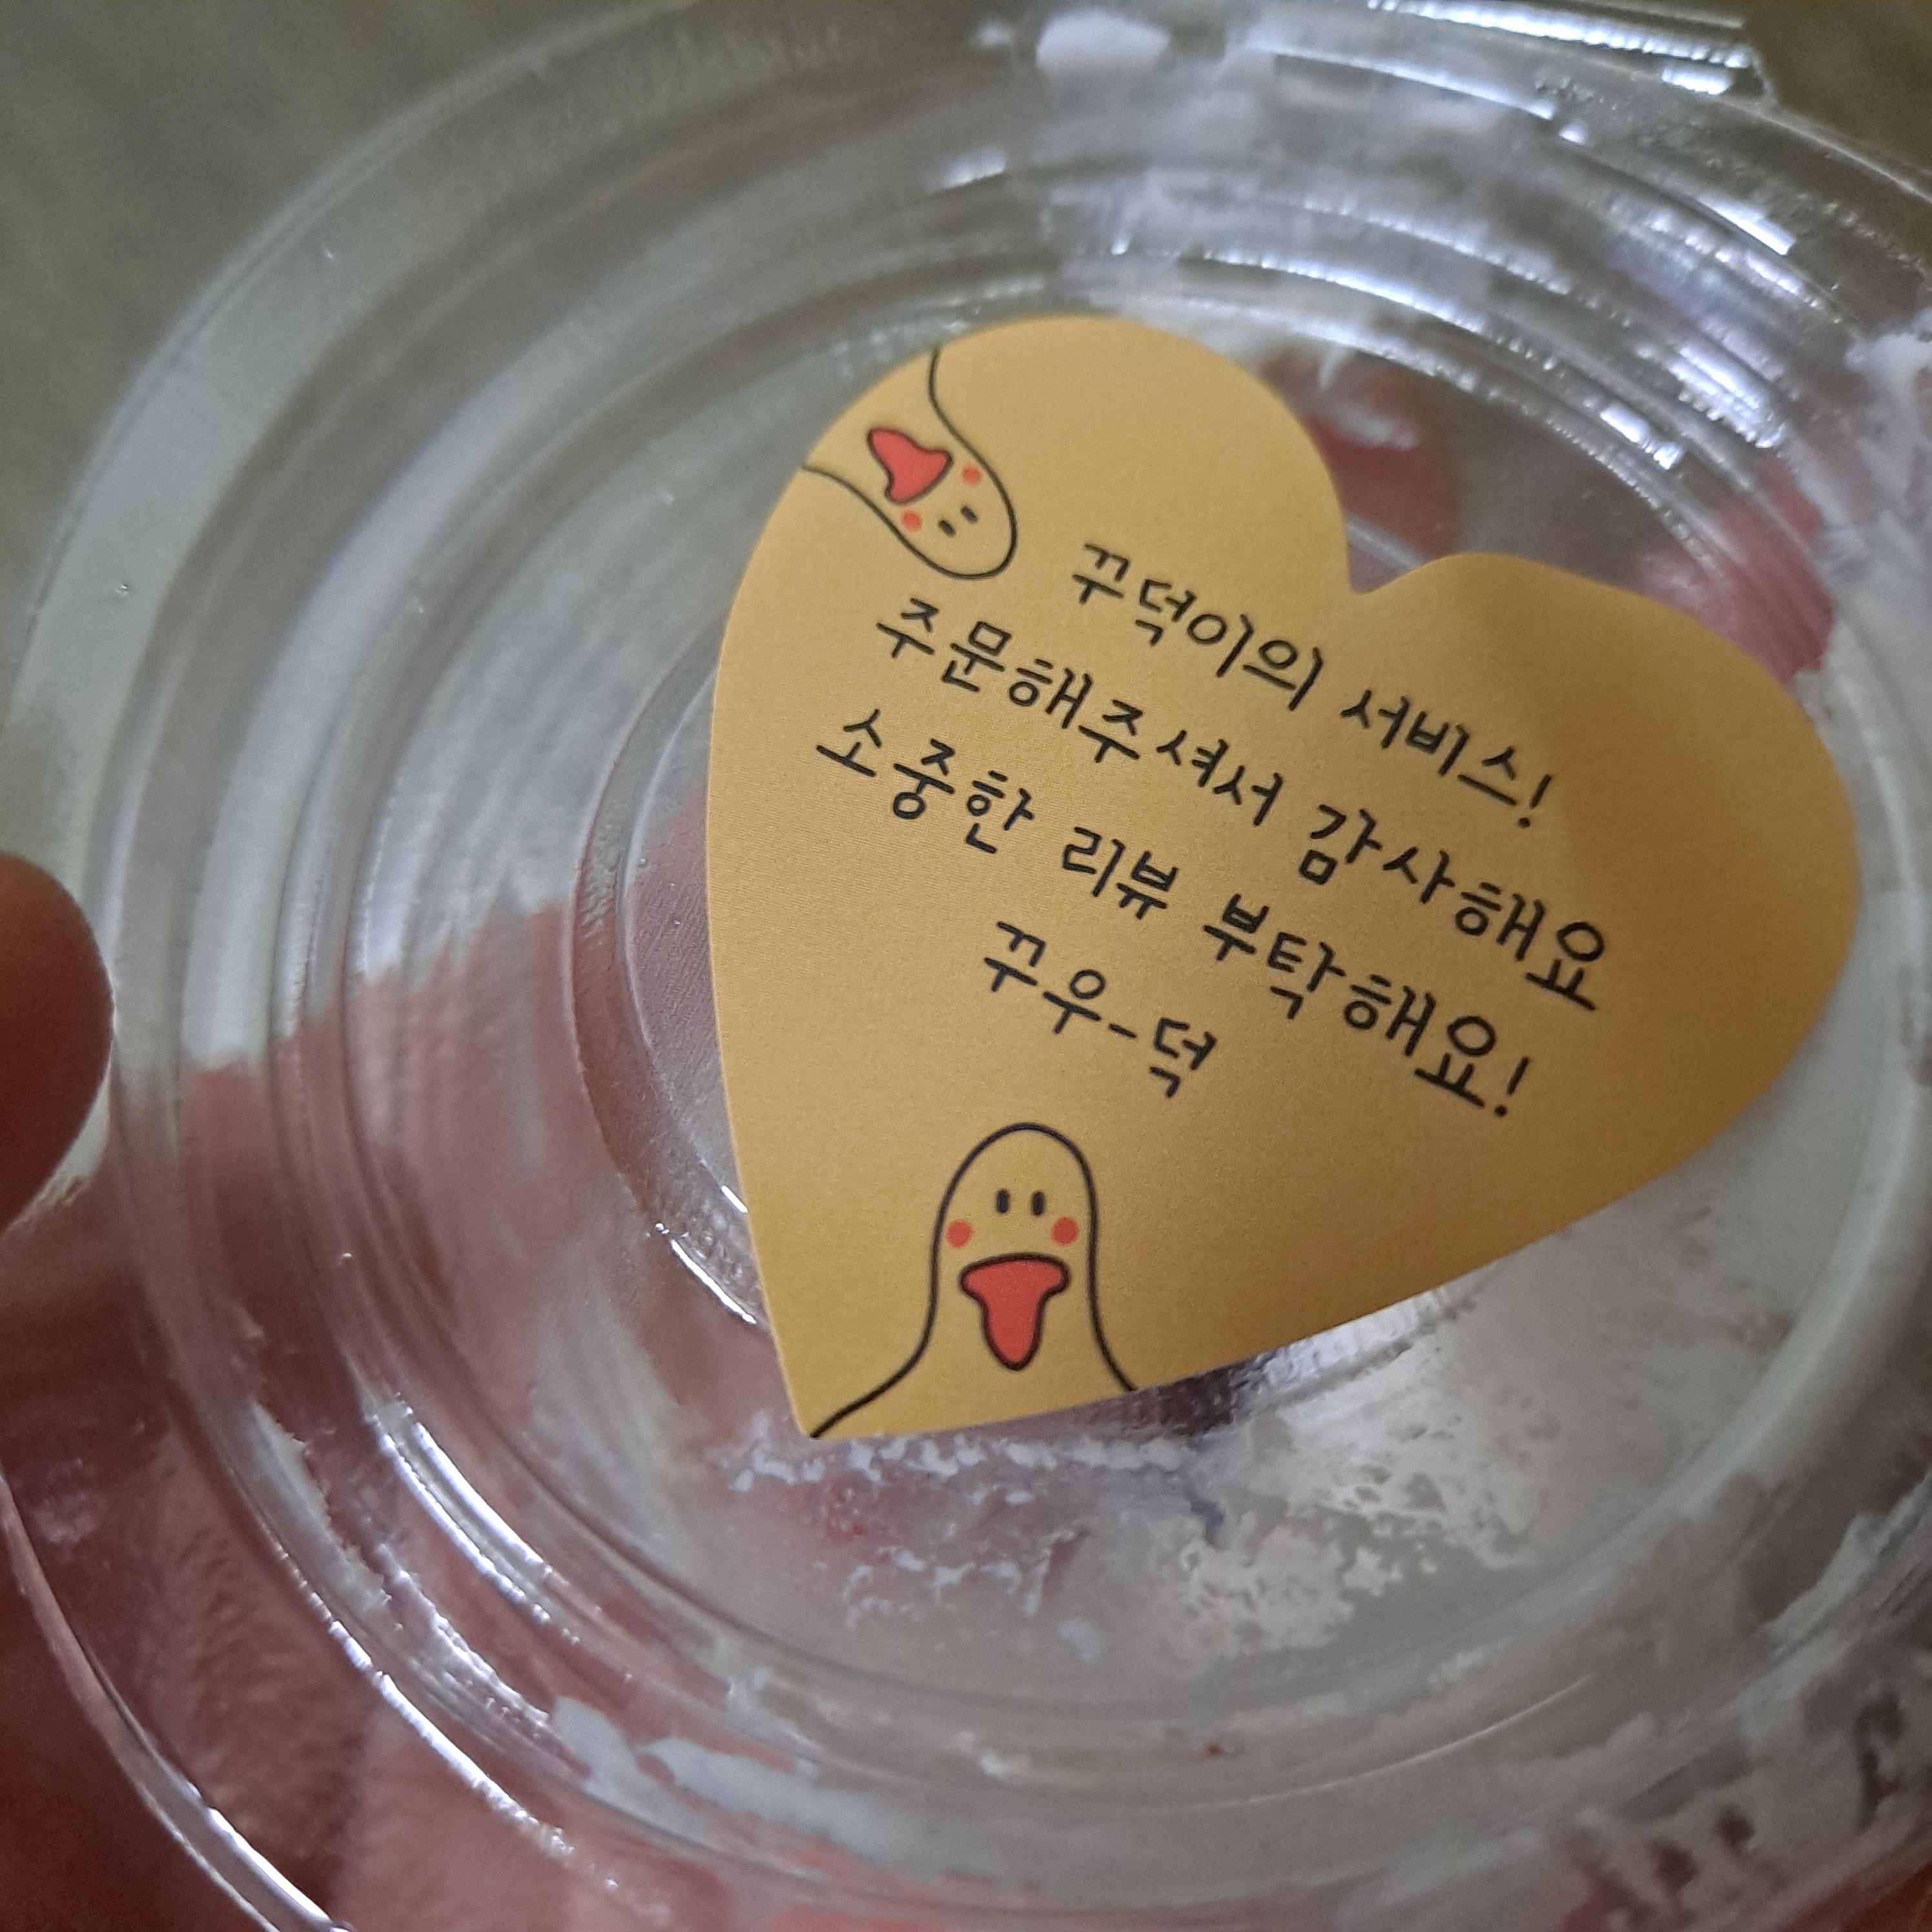 꾸덕이의 서비스!
주문해주셔서 감사해요
소중한 리뷰 부탁해요!
꾸우-덕